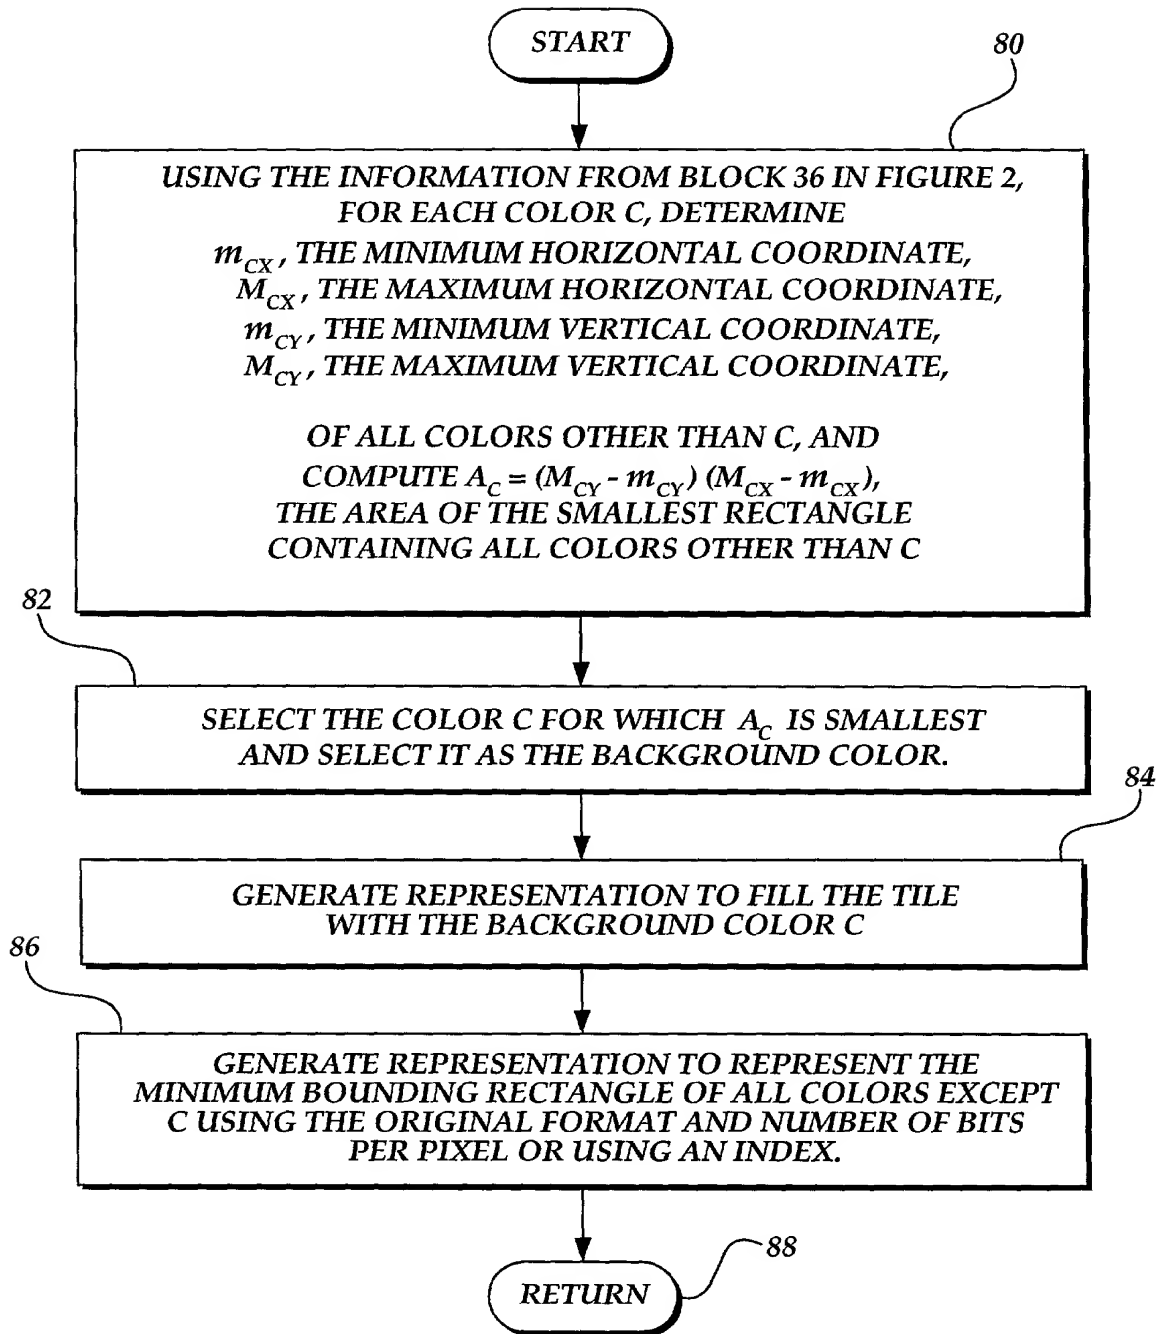 START
80
USING THE INFORMATION FROM BLOCK 36 IN FIGURE 2,
FOR EACH COLOR C, DETERMINE
m_CX, THE MINIMUM HORIZONTAL COORDINATE,
M_CX, THE MAXIMUM HORIZONTAL COORDINATE,
m_CY, THE MINIMUM VERTICAL COORDINATE,
M_CY, THE MAXIMUM VERTICAL COORDINATE,
OF ALL COLORS OTHER THAN C, AND
COMPUTE A_C = (M_CY - m_CY) (M_CX - m_CX),
THE AREA OF THE SMALLEST RECTANGLE
CONTAINING ALL COLORS OTHER THAN C
82
SELECT THE COLOR C FOR WHICH A_C IS SMALLEST
AND SELECT IT AS THE BACKGROUND COLOR.
84
GENERATE REPRESENTATION TO FILL THE TILE
WITH THE BACKGROUND COLOR C
86
GENERATE REPRESENTATION TO REPRESENT THE
MINIMUM BOUNDING RECTANGLE OF ALL COLORS EXCEPT
C USING THE ORIGINAL FORMAT AND NUMBER OF BITS
PER PIXEL OR USING AN INDEX.
88
RETURN